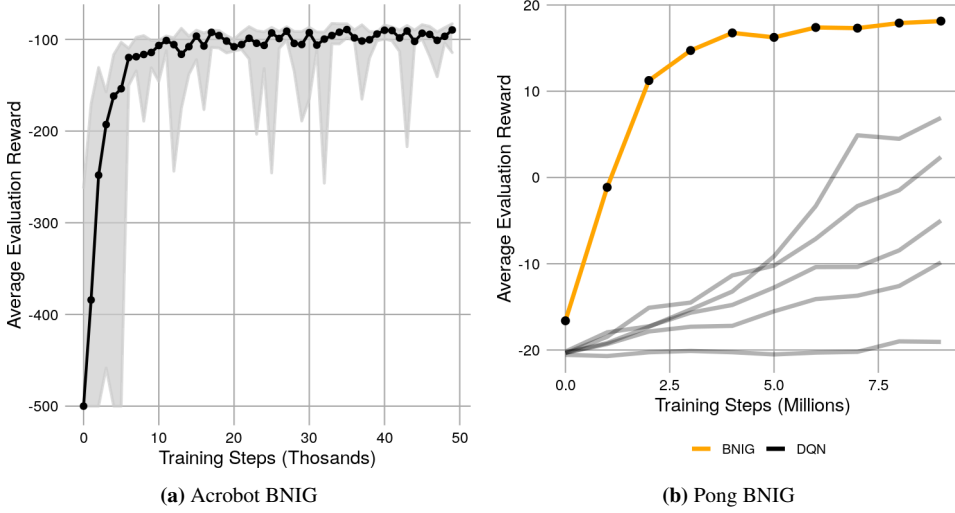 Average Evaluation Reward
-100
-200
-300
-400
-500
0
10
20
30
40
50
Training Steps (Thosands)
(a) Acrobot BNIG
Average Evaluation Reward
20
10
0
-10
-20
0.0
2.5
5.0
7.5
Training Steps (Millions)
BNIG
DQN
(b) Pong BNIG